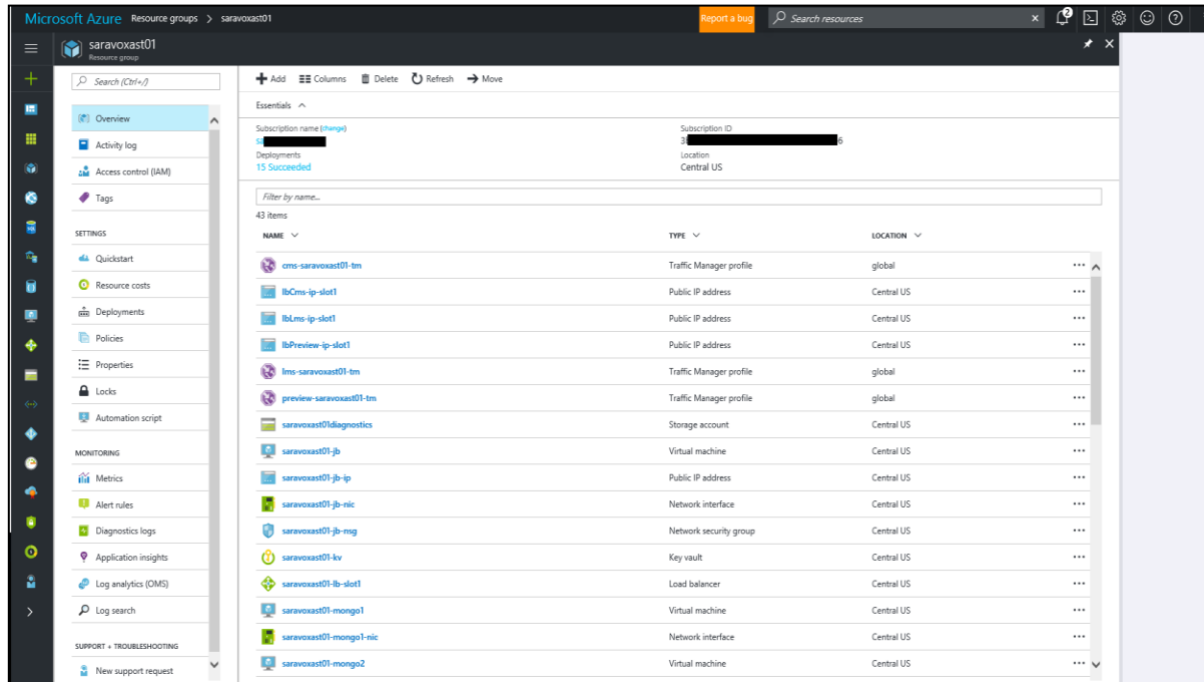 Microsoft Azure Resource groups > saravoxast01
Report a bug
Search resources
2
saravoxast01
Resource group
Search (Ctrl+/)
Overview
Activity log
Access control (IAM)
Tags
SETTINGS
Quickstart
Resource costs
Deployments
Policies
Properties
Locks
Automation script
MONITORING
Metrics
Alert rules
Diagnostics logs
Application insights
Log analytics (OMS)
Log search
SUPPORT + TROUBLESHOOTING
New support request
Add Columns Delete Refresh Move
Essentials
Subscription name (change)
Deployments
15 Succeeded
Subscription ID
Location
Central US
Filter by name...
43 items
NAME TYPE LOCATION
cms-saravoxast01-tm Traffic Manager profile global ...
lbCms-ip-slot1 Public IP address Central US ...
lbLms-ip-slot1 Public IP address Central US ...
lbPreview-ip-slot1 Public IP address Central US ...
lms-saravoxast01-tm Traffic Manager profile global ...
preview-saravoxast01-tm Traffic Manager profile global ...
saravoxast01diagnostics Storage account Central US ...
saravoxast01-jb Virtual machine Central US ...
saravoxast01-jb-ip Public IP address Central US ...
saravoxast01-jb-nic Network interface Central US ...
saravoxast01-jb-nsg Network security group Central US ...
saravoxast01-kv Key vault Central US ...
saravoxast01-lb-slot1 Load balancer Central US ...
saravoxast01-mongo1 Virtual machine Central US ...
saravoxast01-mongo1-nic Network interface Central US ...
saravoxast01-mongo2 Virtual machine Central US ...